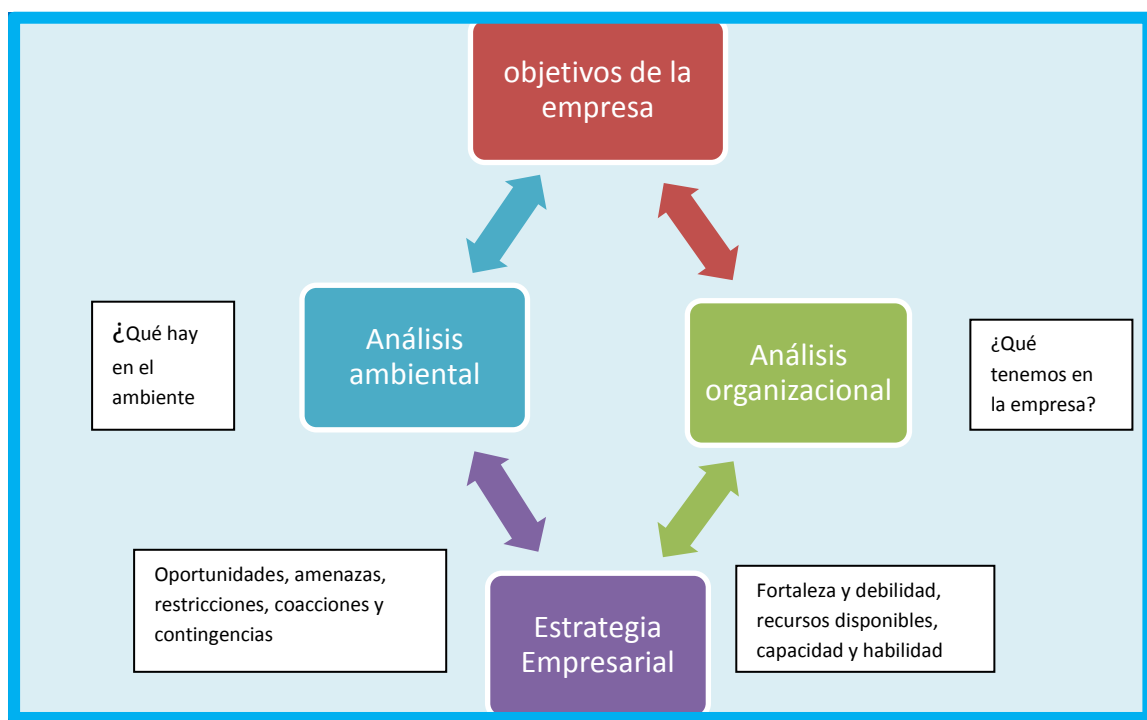 objetivos de la
empresa
¿Qué hay
en el
ambiente
Análisis
ambiental
Análisis
organizacional
¿Qué
tenemos en
la empresa?
Oportunidades, amenazas,
restricciones, coacciones y
contingencias
Estrategia
Empresarial
Fortaleza y debilidad,
recursos disponibles,
capacidad y habilidad